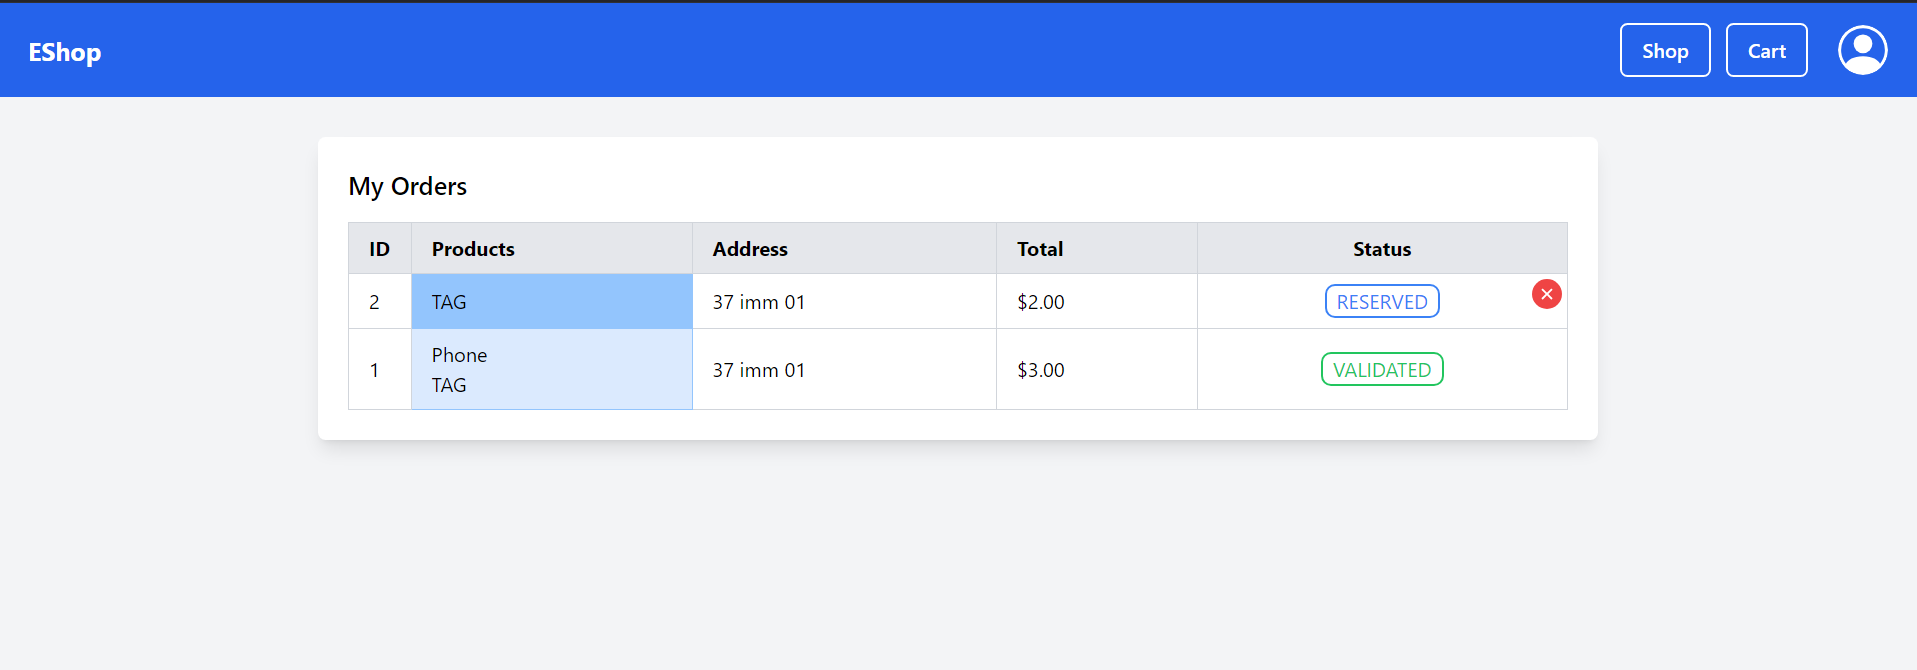 EShop
Shop
Cart
My Orders
ID Products Address Total Status
2 TAG 37 imm 01 $2.00 RESERVED
1 Phone TAG 37 imm 01 $3.00 VALIDATED